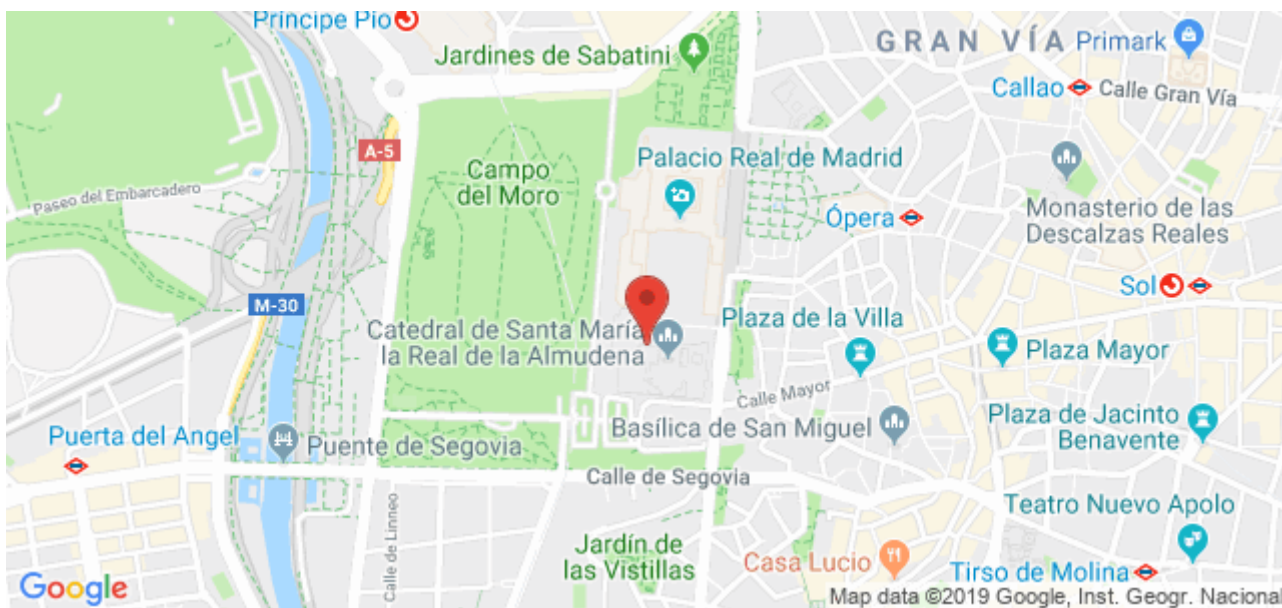 Príncipe Pío
Jardines de Sabatini
GRAN VÍA
Primark
Callao
Calle Gran Vía
A-5
Campo
del Moro
Palacio Real de Madrid
Paseo del Embarcadero
Ópera
Monasterio de las
Descalzas Reales
Sol
M-30
Catedral de Santa María
la Real de la Almudena
Plaza de la Villa
Plaza Mayor
Calle Mayor
Plaza de Jacinto
Benavente
Basílica de San Miguel
Puerta del Angel
Puente de Segovia
Calle de Segovia
Teatro Nuevo Apolo
Calle de Linneo
Jardín de
las Vistillas
Casa Lucio
Tirso de Molina
Google
Map data ©2019 Google, Inst. Geogr. Naciona